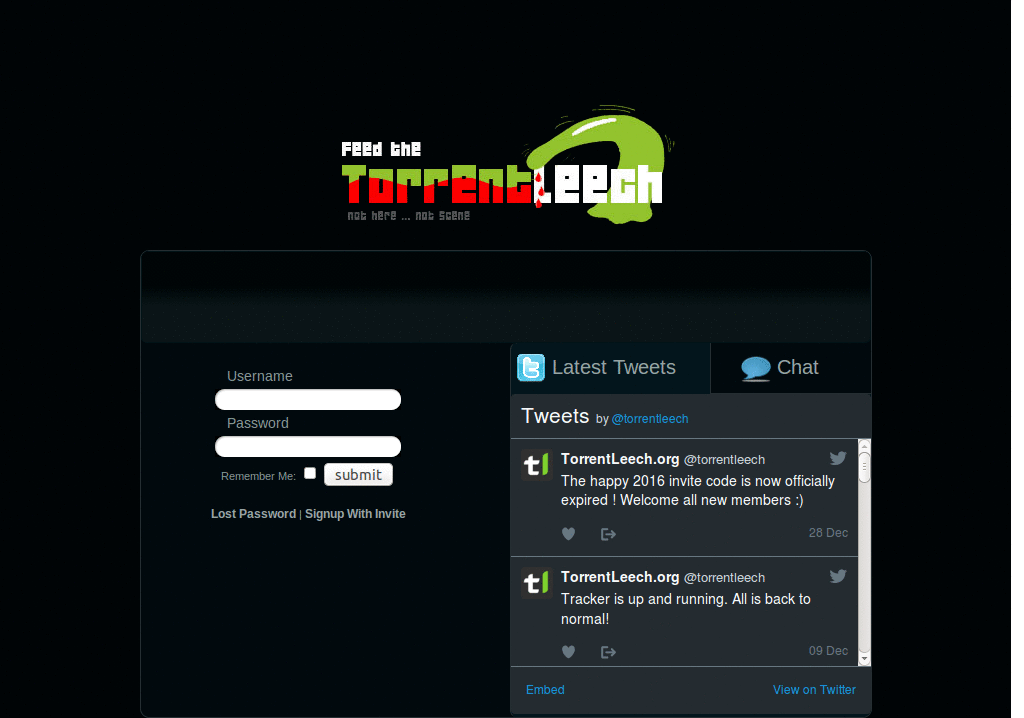 Feed the
TorrentLeech
not here ... not scene
Username
Password
Remember Me:
submit
Lost Password | Signup With Invite
Latest Tweets
Chat
Tweets by @torrentleech
tl
TorrentLeech.org @torrentleech
The happy 2016 invite code is now officially
expired ! Welcome all new members :)
28 Dec
tl
TorrentLeech.org @torrentleech
Tracker is up and running. All is back to
normal!
09 Dec
Embed
View on Twitter